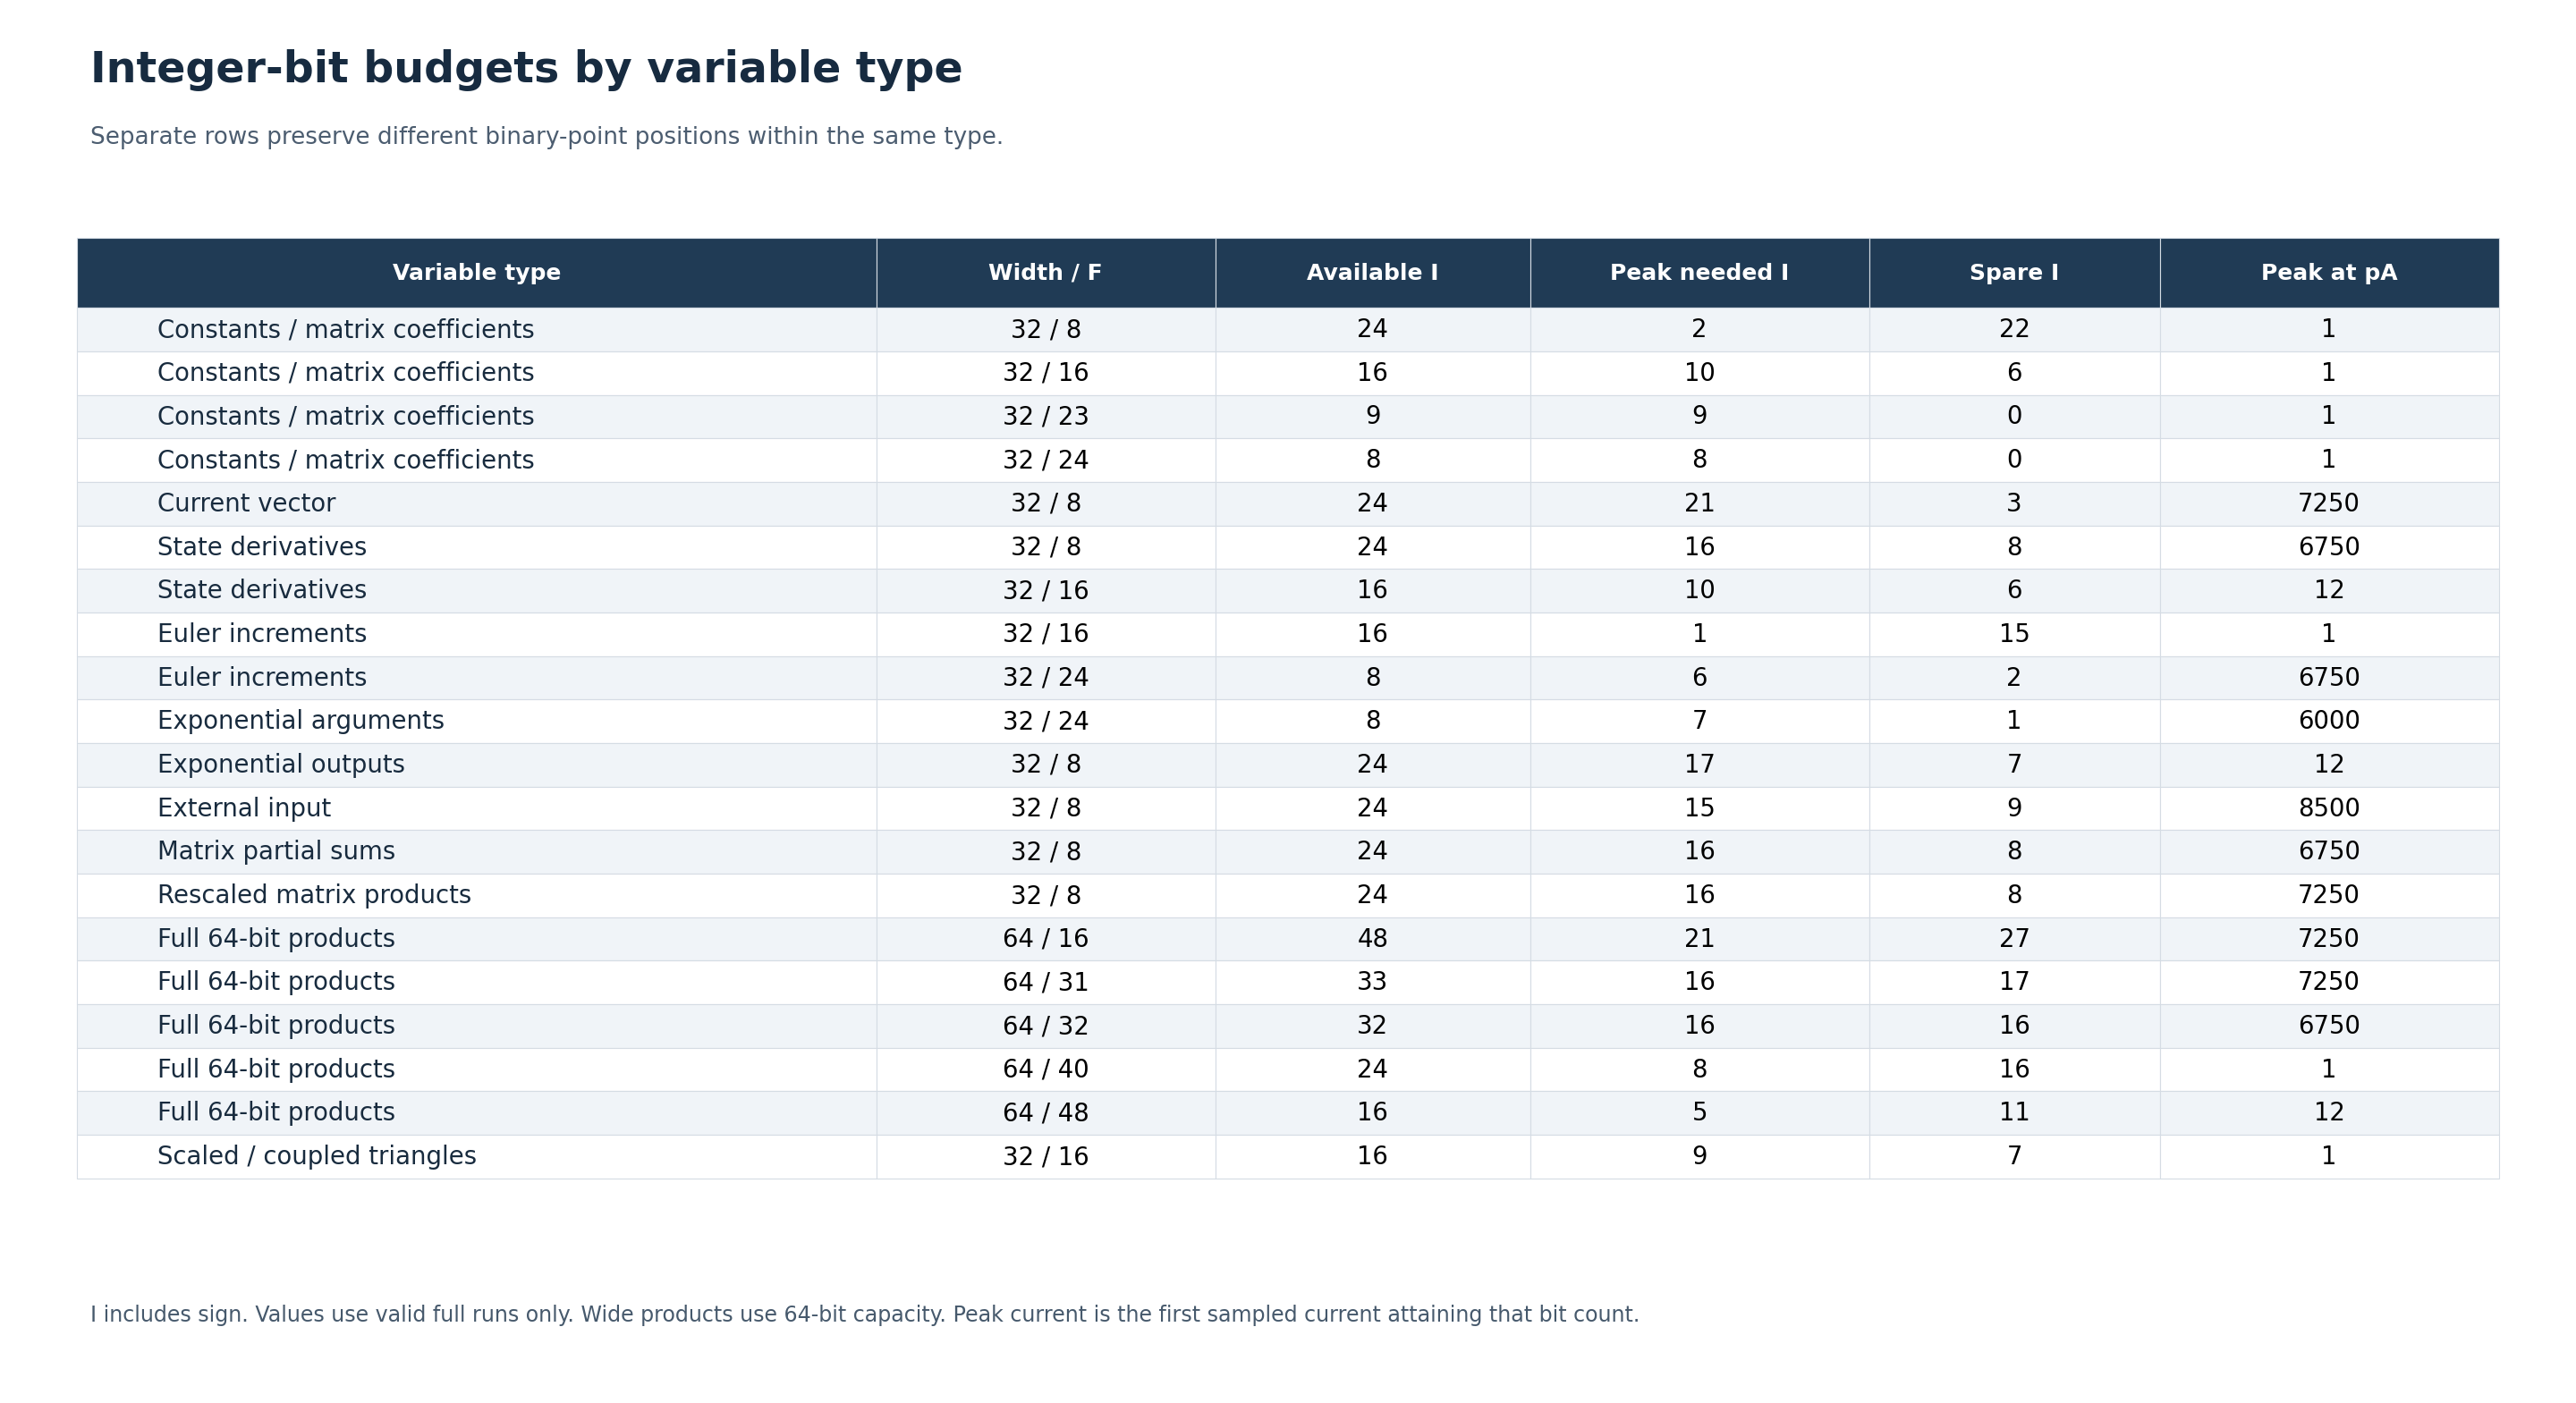 Integer-bit budgets by variable type
Separate rows preserve different binary-point positions within the same type.
Variable type Width / F Available I Peak needed I Spare I Peak at pA
Constants / matrix coefficients 32 / 8 24 2 22 1
Constants / matrix coefficients 32 / 16 16 10 6 1
Constants / matrix coefficients 32 / 23 9 9 0 1
Constants / matrix coefficients 32 / 24 8 8 0 1
Current vector 32 / 8 24 21 3 7250
State derivatives 32 / 8 24 16 8 6750
State derivatives 32 / 16 16 10 6 12
Euler increments 32 / 16 16 1 15 1
Euler increments 32 / 24 8 6 2 6750
Exponential arguments 32 / 24 8 7 1 6000
Exponential outputs 32 / 8 24 17 7 12
External input 32 / 8 24 15 9 8500
Matrix partial sums 32 / 8 24 16 8 6750
Rescaled matrix products 32 / 8 24 16 8 7250
Full 64-bit products 64 / 16 48 21 27 7250
Full 64-bit products 64 / 31 33 16 17 7250
Full 64-bit products 64 / 32 32 16 16 6750
Full 64-bit products 64 / 40 24 8 16 1
Full 64-bit products 64 / 48 16 5 11 12
Scaled / coupled triangles 32 / 16 16 9 7 1
I includes sign. Values use valid full runs only. Wide products use 64-bit capacity. Peak current is the first sampled current attaining that bit count.